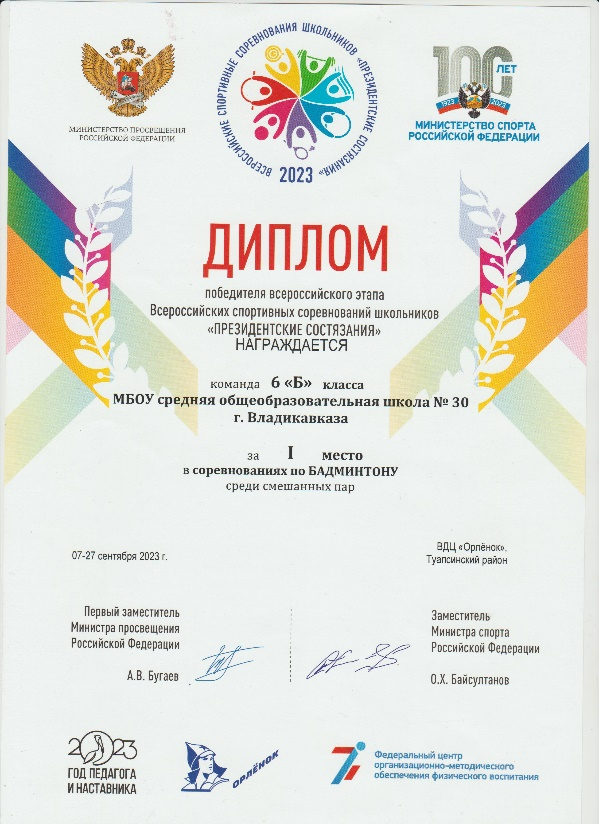 МИНИСТЕРСТВО ПРОСВЕЩЕНИЯ
РОССИЙСКОЙ ФЕДЕРАЦИИ
ВСЕРОССИЙСКИЕ СПОРТИВНЫЕ СОРЕВНОВАНИЯ ШКОЛЬНИКОВ «ПРЕЗИДЕНТСКИЕ СОСТЯЗАНИЯ»
2023
100 ЛЕТ
1923 2023
МИНИСТЕРСТВО СПОРТА
РОССИЙСКОЙ ФЕДЕРАЦИИ
ДИПЛОМ
победителя всероссийского этапа
Всероссийских спортивных соревнований школьников
«ПРЕЗИДЕНТСКИЕ СОСТЯЗАНИЯ»
НАГРАЖДАЕТСЯ
команда 6 «Б» класса
МБОУ средняя общеобразовательная школа № 30
г. Владикавказа
за I место
в соревнованиях по БАДМИНТОНУ
среди смешанных пар
07-27 сентября 2023 г.
ВДЦ «Орлёнок»,
Туапсинский район
Первый заместитель
Министра просвещения
Российской Федерации
А.В. Бугаев
Заместитель
Министра спорта
Российской Федерации
О.Х. Байсултанов
2023
ГОД ПЕДАГОГА
И НАСТАВНИКА
ОРЛЁНОК
Федеральный центр
организационно-методического
обеспечения физического воспитания